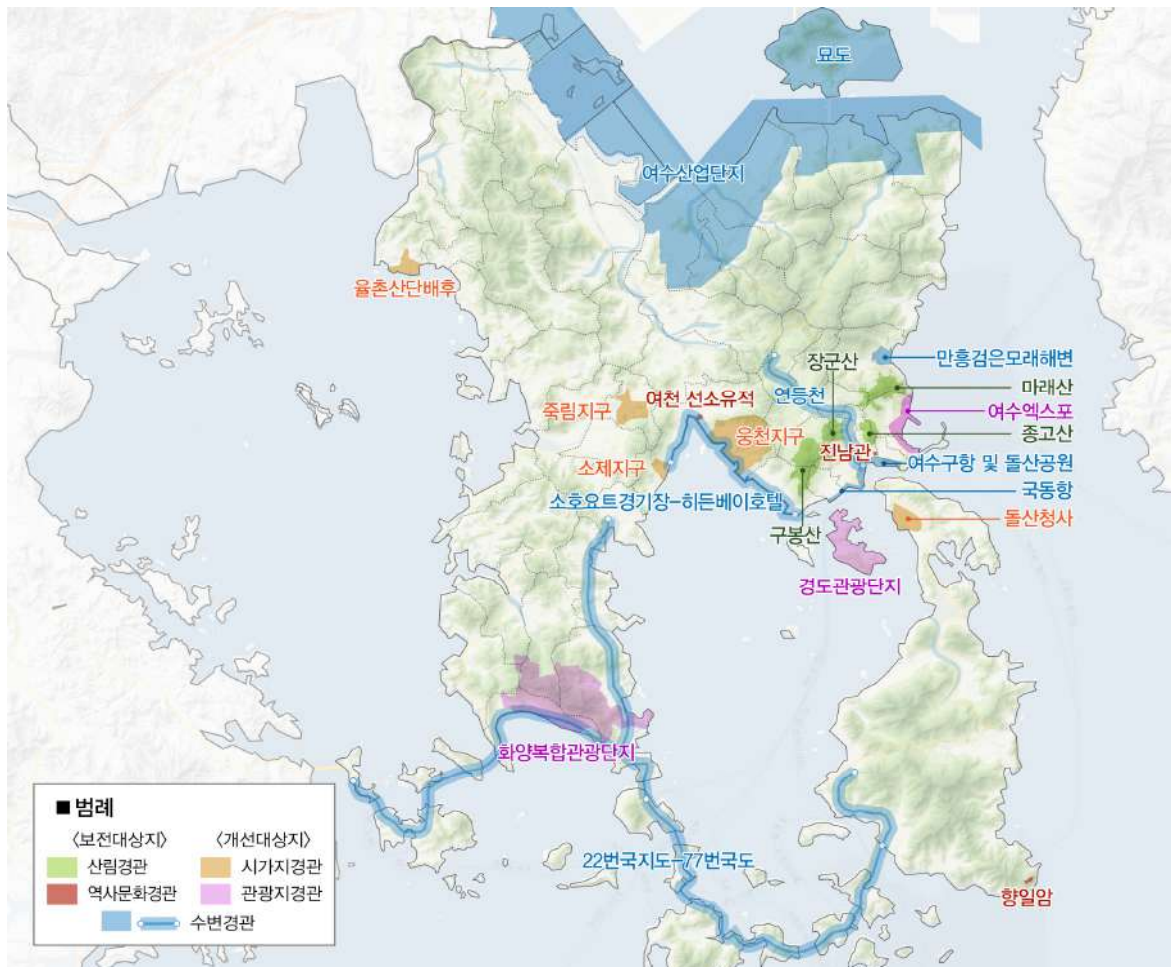 묘도
여수산업단지
율촌산단배후
장군산
만흥검은모래해변
마래산
연등천
죽림지구
여천 선소유적
여수엑스포
웅천지구
종고산
진남관
소제지구
여수구항 및 돌산공원
소호요트경기장-히든베이호텔
국동항
구봉산
돌산청사
경도관광단지
화양복합관광단지
22번국지도-77번국도
향일암
■ 범례
〈보전대상지〉 〈개선대상지〉
산림경관 시가지경관
역사문화경관 관광지경관
수변경관